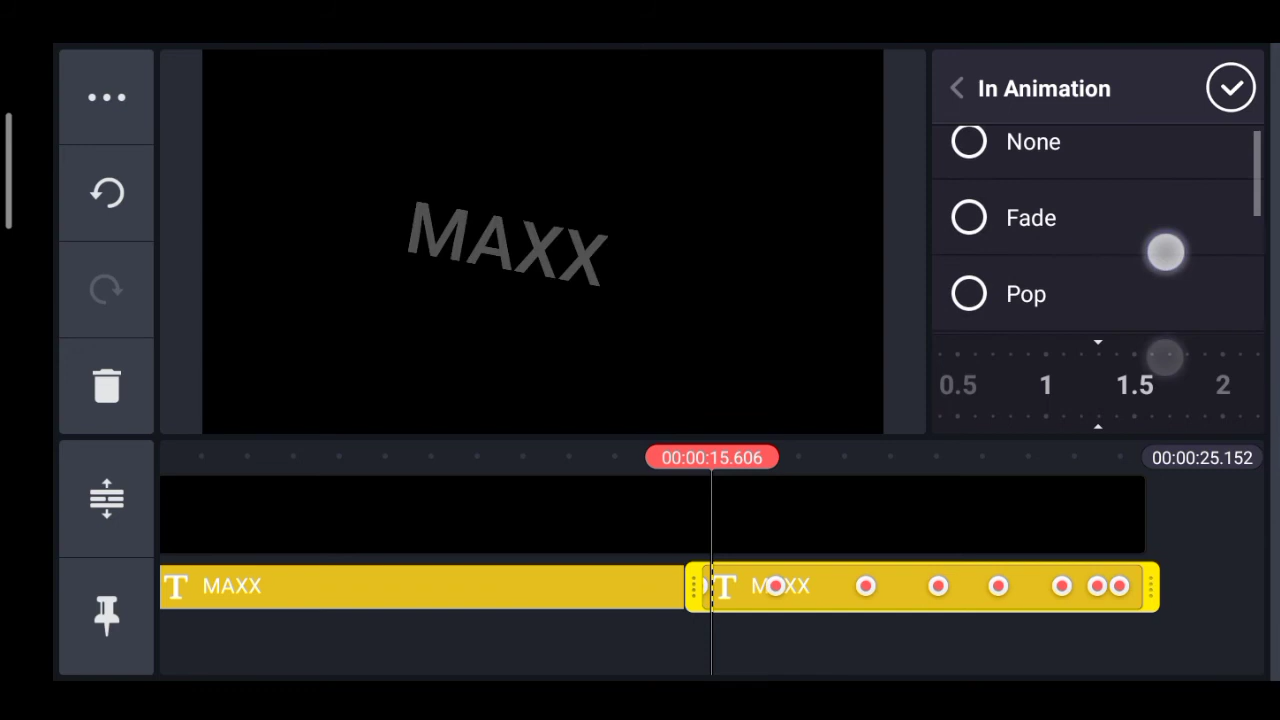 In Animation
None
Fade
Pop
0.5 1 1.5 2
MAXX
00:00:15.606
00:00:25.152
T MAXX
T MAXX